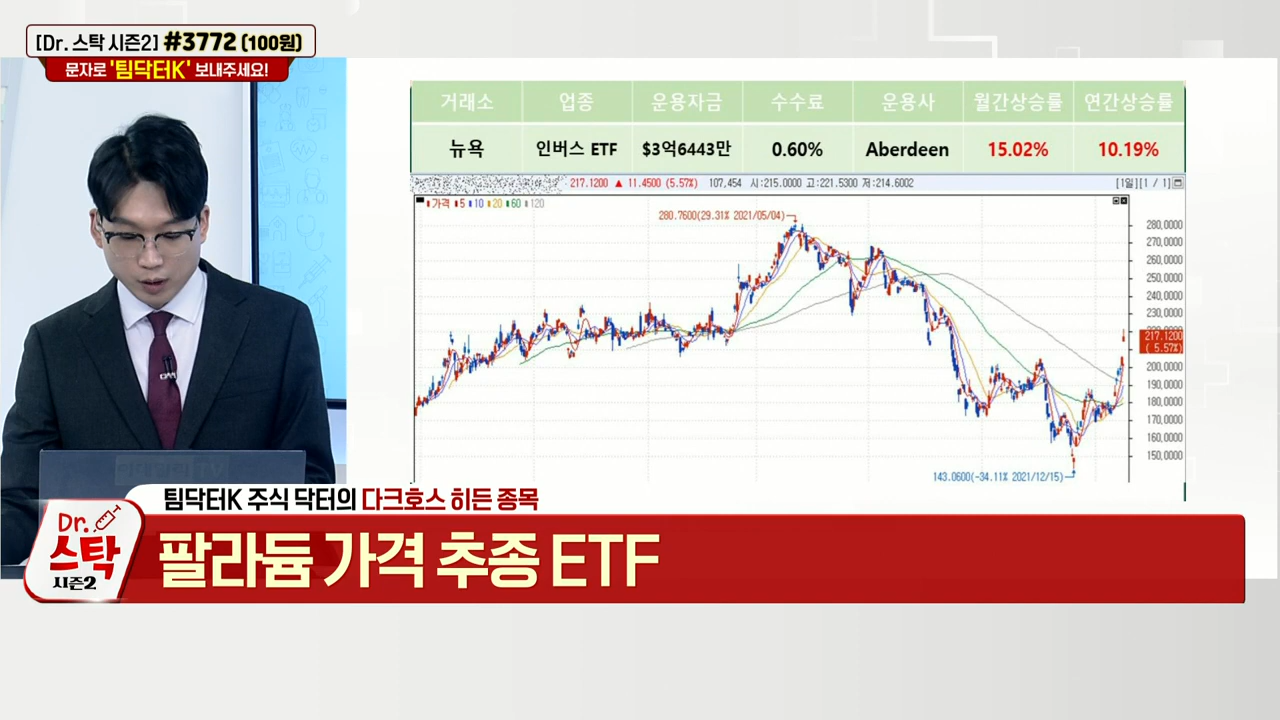 [Dr. 스탁 시즌2] #3772 (100원)
문자로 '팀닥터K' 보내주세요!
거래소 업종 운용자금 수수료 운용사 월간상승률 연간상승률
뉴욕 인버스 ETF $3억6443만 0.60% Aberdeen 15.02% 10.19%
217.1200 ▲ 11.4500 (5.57%) 107,454 시:215.0000 고:221.5300 저:214.6002 [1일][1 / 1]
가격 5 10 20 60 120
280.7600(29.31% 2021/05/04)
280.0000
270.0000
260.0000
250.0000
240.0000
230.0000
217.1200
( 5.57%)
200.0000
190.0000
180.0000
170.0000
160.0000
150.0000
143.0600(-34.11% 2021/12/15)
팀닥터K 주식 닥터의 다크호스 히든 종목
Dr. 스탁 시즌2
팔라듐 가격 추종 ETF